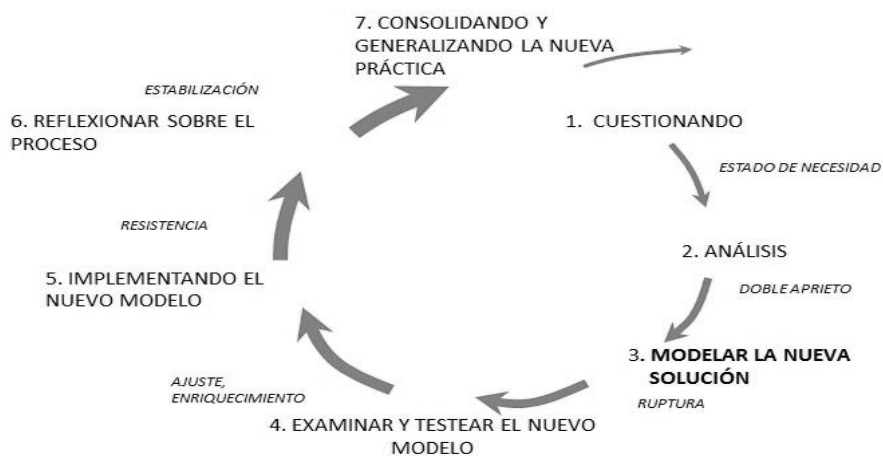 7. CONSOLIDANDO Y
GENERALIZANDO LA NUEVA
PRÁCTICA
1. CUESTIONANDO
ESTADO DE NECESIDAD
2. ANÁLISIS
DOBLE APRIETO
3. MODELAR LA NUEVA
SOLUCIÓN
RUPTURA
4. EXAMINAR Y TESTEAR EL NUEVO
MODELO
AJUSTE,
ENRIQUECIMIENTO
5. IMPLEMENTANDO EL
NUEVO MODELO
RESISTENCIA
6. REFLEXIONAR SOBRE EL
PROCESO
ESTABILIZACIÓN